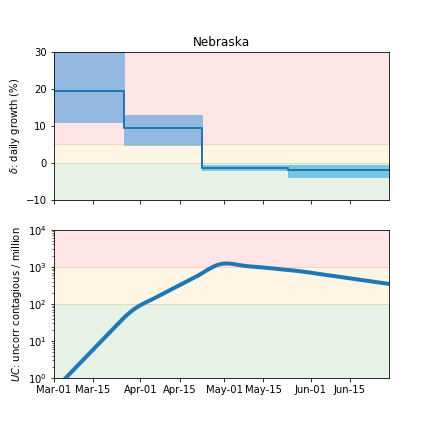 Nebraska
δ: daily growth (%)
30
20
10
0
−10
UC: uncorr contagious / million
10⁴
10³
10²
10¹
10⁰
Mar-01 Mar-15 Apr-01 Apr-15 May-01 May-15 Jun-01 Jun-15